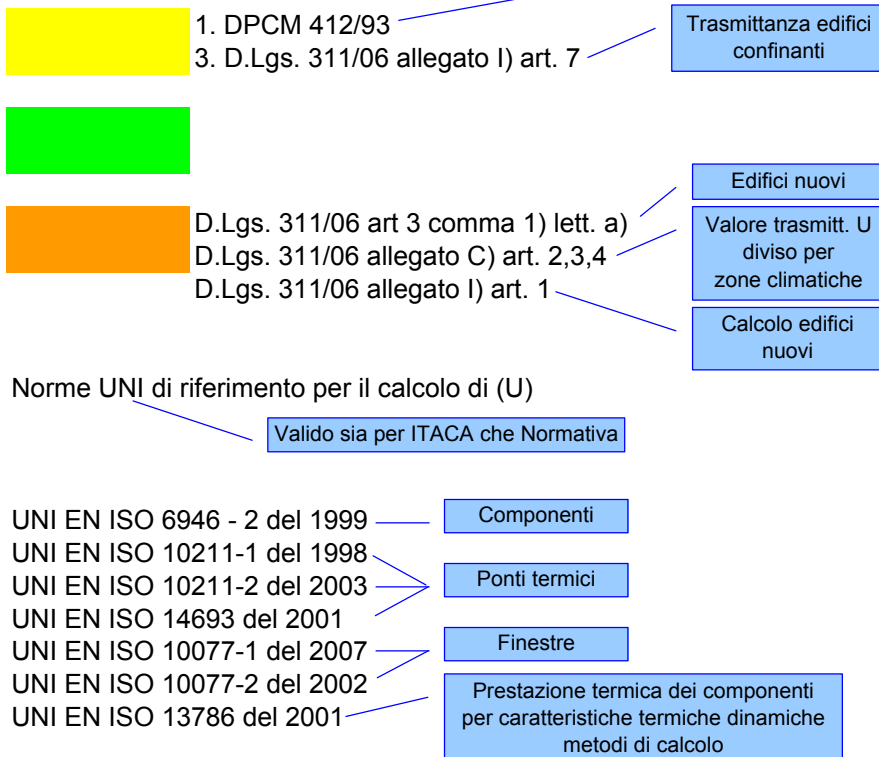 1. DPCM 412/93
3. D.Lgs. 311/06 allegato I) art. 7
Trasmittanza edifici
confinanti
D.Lgs. 311/06 art 3 comma 1) lett. a)
D.Lgs. 311/06 allegato C) art. 2,3,4
D.Lgs. 311/06 allegato I) art. 1
Edifici nuovi
Valore trasmitt. U
diviso per
zone climatiche
Calcolo edifici
nuovi
Norme UNI di riferimento per il calcolo di (U)
Valido sia per ITACA che Normativa
UNI EN ISO 6946 - 2 del 1999
UNI EN ISO 10211-1 del 1998
UNI EN ISO 10211-2 del 2003
UNI EN ISO 14693 del 2001
UNI EN ISO 10077-1 del 2007
UNI EN ISO 10077-2 del 2002
UNI EN ISO 13786 del 2001
Componenti
Ponti termici
Finestre
Prestazione termica dei componenti
per caratteristiche termiche dinamiche
metodi di calcolo